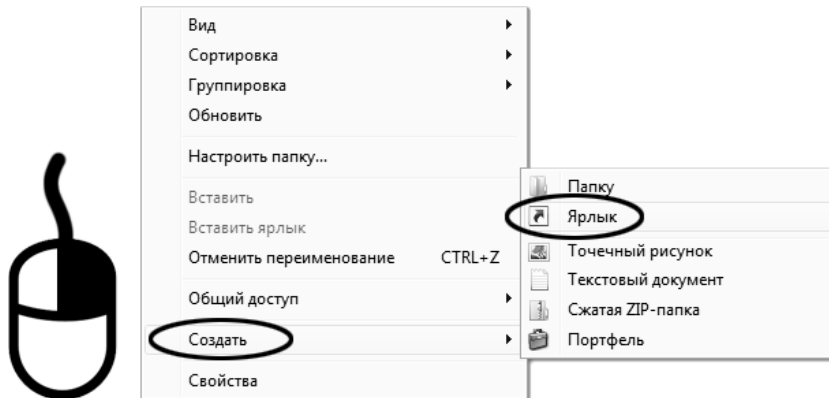 Вид
Сортировка
Группировка
Обновить
Настроить папку...
Вставить
Вставить ярлык
Отменить переименование CTRL+Z
Общий доступ
Создать
Свойства
Папку
Ярлык
Точечный рисунок
Текстовый документ
Сжатая ZIP-папка
Портфель